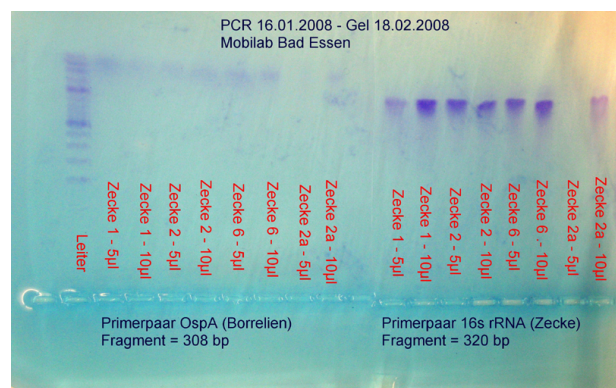 PCR 16.01.2008 - Gel 18.02.2008
Mobilab Bad Essen
Leiter
Zecke 1 - 5µl
Zecke 1 - 10µl
Zecke 2 - 5µl
Zecke 2 - 10µl
Zecke 6 - 5µl
Zecke 6 - 10µl
Zecke 2a - 5µl
Zecke 2a - 10µl
Zecke 1 - 5µl
Zecke 1 - 10µl
Zecke 2 - 5µl
Zecke 2 - 10µl
Zecke 6 - 5µl
Zecke 6 .- 10µl
Zecke 2a - 5µl
Zecke 2a - 10µl
Primerpaar OspA (Borrelien)
Fragment = 308 bp
Primerpaar 16s rRNA (Zecke)
Fragment = 320 bp